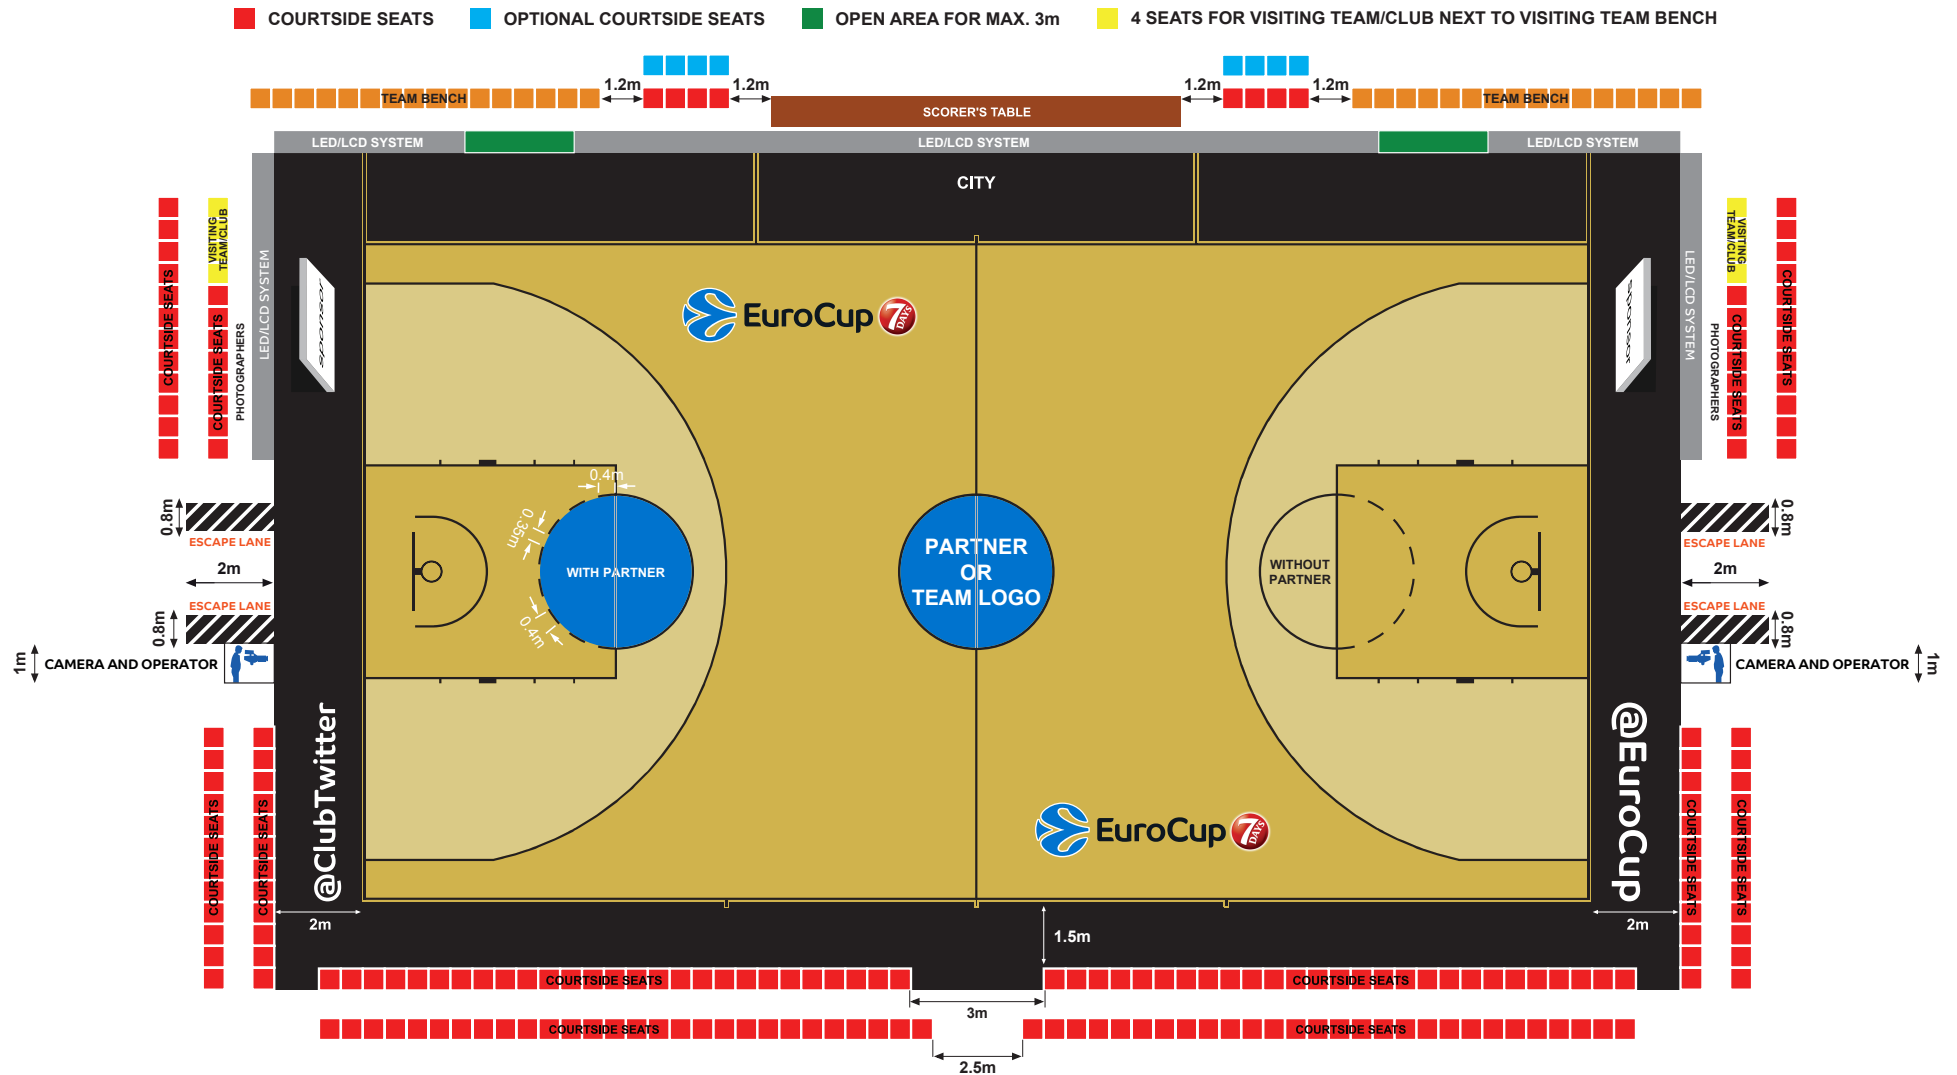 COURTSIDE SEATS
OPTIONAL COURTSIDE SEATS
OPEN AREA FOR MAX. 3m
4 SEATS FOR VISITING TEAM/CLUB NEXT TO VISITING TEAM BENCH
TEAM BENCH
1.2m
1.2m
SCORER'S TABLE
1.2m
1.2m
TEAM BENCH
LED/LCD SYSTEM
LED/LCD SYSTEM
LED/LCD SYSTEM
CITY
COURTSIDE SEATS
VISITING
TEAM/CLUB
COURTSIDE SEATS
PHOTOGRAPHERS
LED/LCD SYSTEM
sponsor
EuroCup
7
DAYS
sponsor
LED/LCD SYSTEM
PHOTOGRAPHERS
VISITING
TEAM/CLUB
COURTSIDE SEATS
COURTSIDE SEATS
0.4m
0.35m
0.4m
WITH PARTNER
PARTNER
OR
TEAM LOGO
WITHOUT
PARTNER
0.8m
ESCAPE LANE
2m
ESCAPE LANE
0.8m
1m
CAMERA AND OPERATOR
0.8m
ESCAPE LANE
2m
ESCAPE LANE
0.8m
CAMERA AND OPERATOR
1m
@ClubTwitter
@EuroCup
EuroCup
7
DAYS
COURTSIDE SEATS
COURTSIDE SEATS
COURTSIDE SEATS
COURTSIDE SEATS
2m
1.5m
2m
COURTSIDE SEATS
COURTSIDE SEATS
3m
COURTSIDE SEATS
COURTSIDE SEATS
2.5m